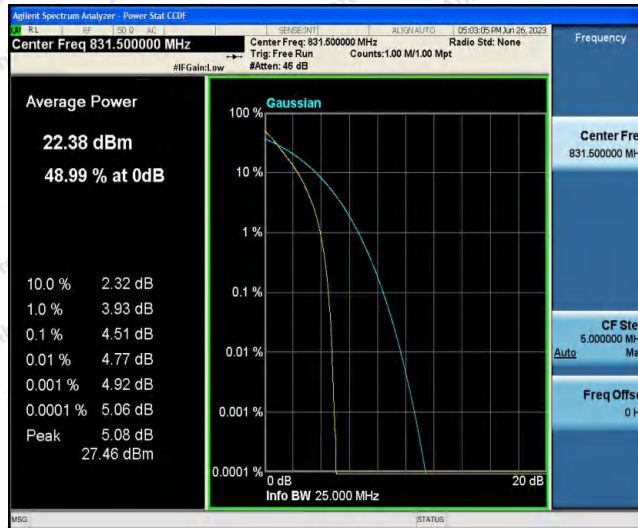 Agilent Spectrum Analyzer - Power Stat CCDF
RL RF 50 Ω AC SENSE:INT ALIGN AUTO 05:03:05 PM Jun 26, 2023
Center Freq 831.500000 MHz
Center Freq: 831.500000 MHz Radio Std: None
Trig: Free Run Counts:1.00 M/1.00 Mpt
#IFGain:Low #Atten: 46 dB
Frequency
Average Power
22.38 dBm
48.99 % at 0dB
10.0 % 2.32 dB
1.0 % 3.93 dB
0.1 % 4.51 dB
0.01 % 4.77 dB
0.001 % 4.92 dB
0.0001 % 5.06 dB
Peak 5.08 dB
27.46 dBm
Gaussian
100 %
10 %
1 %
0.1 %
0.01 %
0.001 %
0.0001 %
0 dB 20 dB
Info BW 25.000 MHz
Center Fre
831.500000 MH
CF Ste
5.000000 MH
Auto Ma
Freq Offse
0 H
MSG STATUS